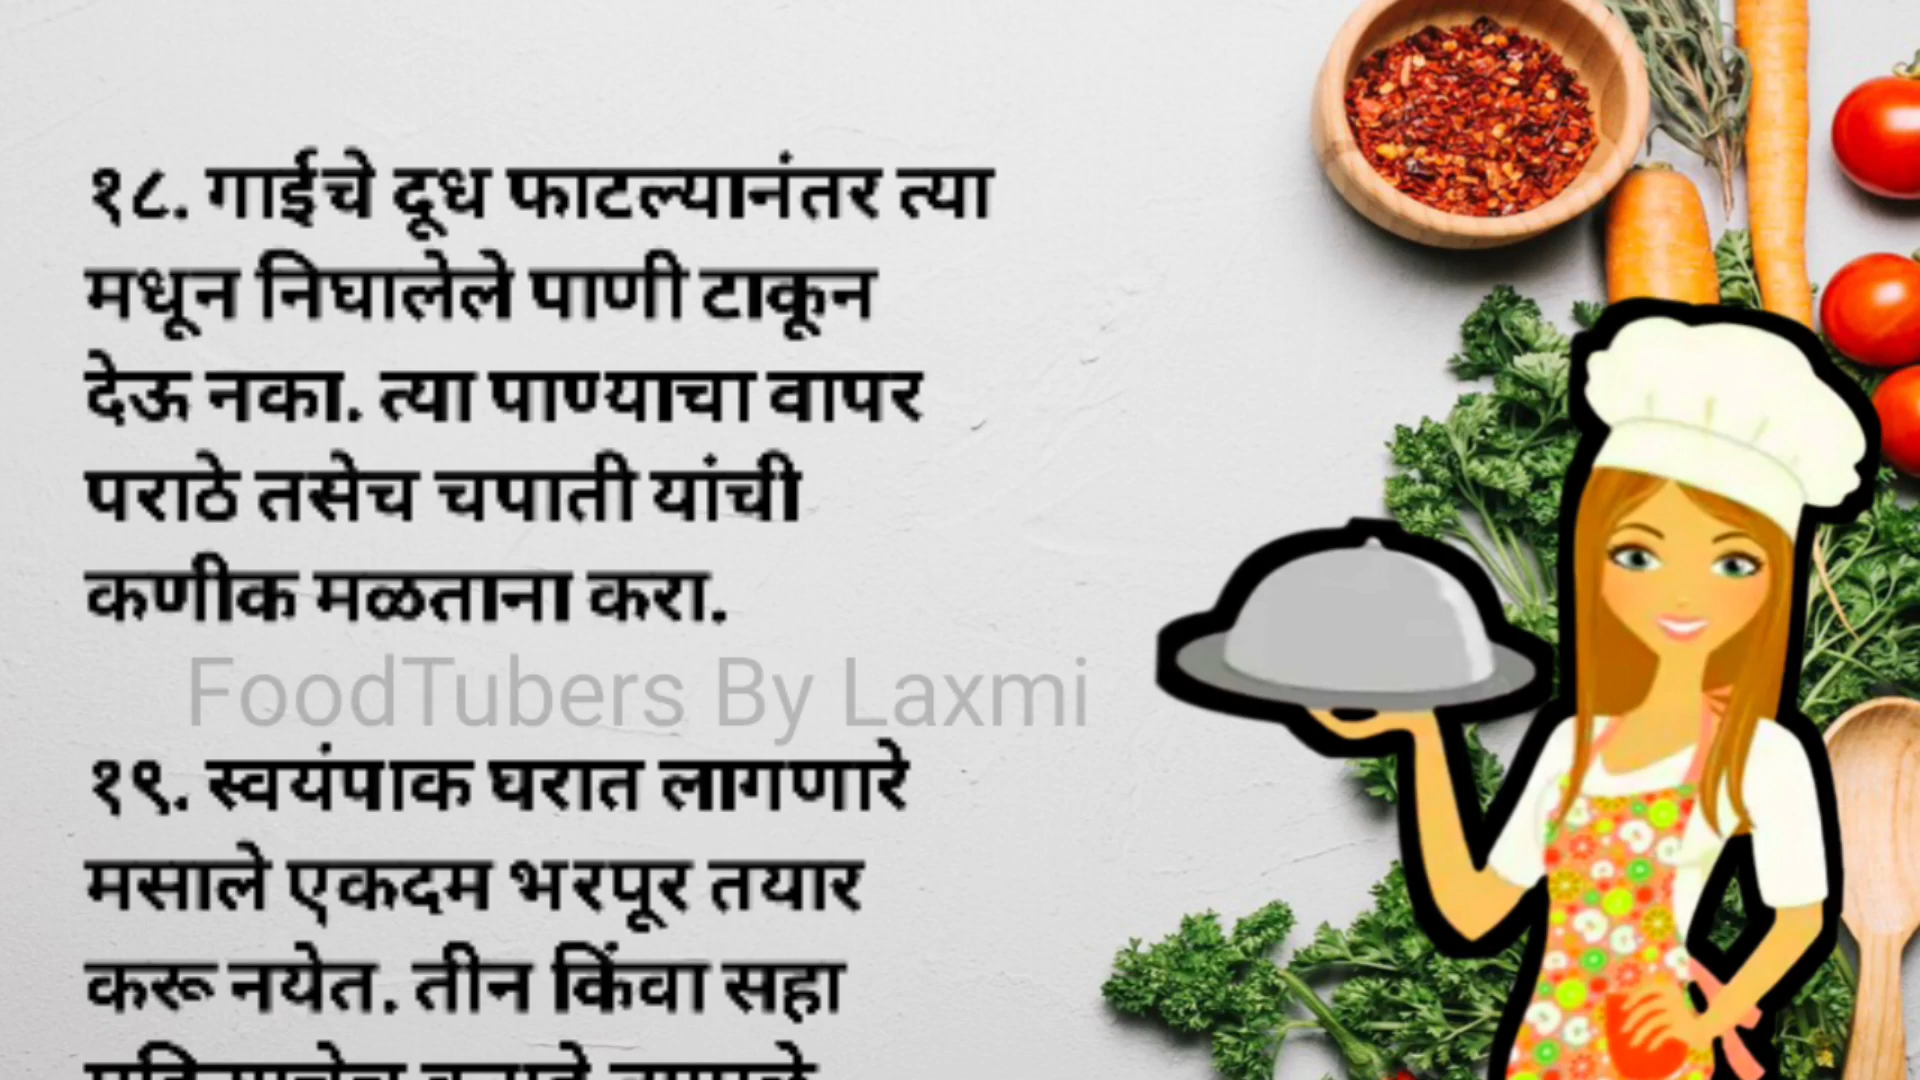 १८. गाईचे दूध फाटल्यानंतर त्या
मधून निघालेले पाणी टाकून
देऊ नका. त्या पाण्याचा वापर
पराठे तसेच चपाती यांची
कणीक मळताना करा.
FoodTubers By Laxmi
१९. स्वयंपाक घरात लागणारे
मसाले एकदम भरपूर तयार
करू नयेत. तीन किंवा सहा